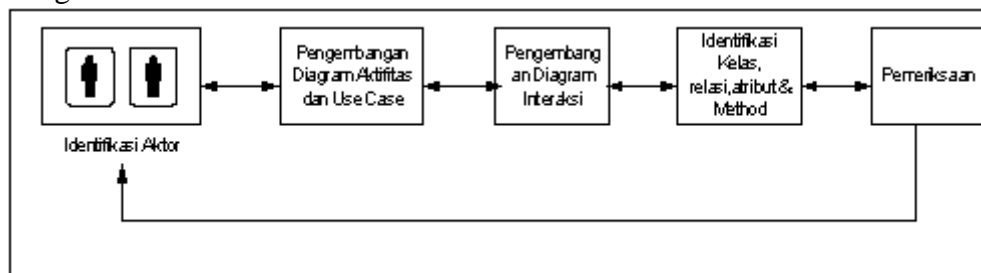 Identifikasi Aktor
Pengembangan
Diagram Aktifitas
dan Use Case
Pengembang
an Diagram
Interaksi
Identifikasi
Kelas,
relasi,atribut &
Method
Pemeriksaan